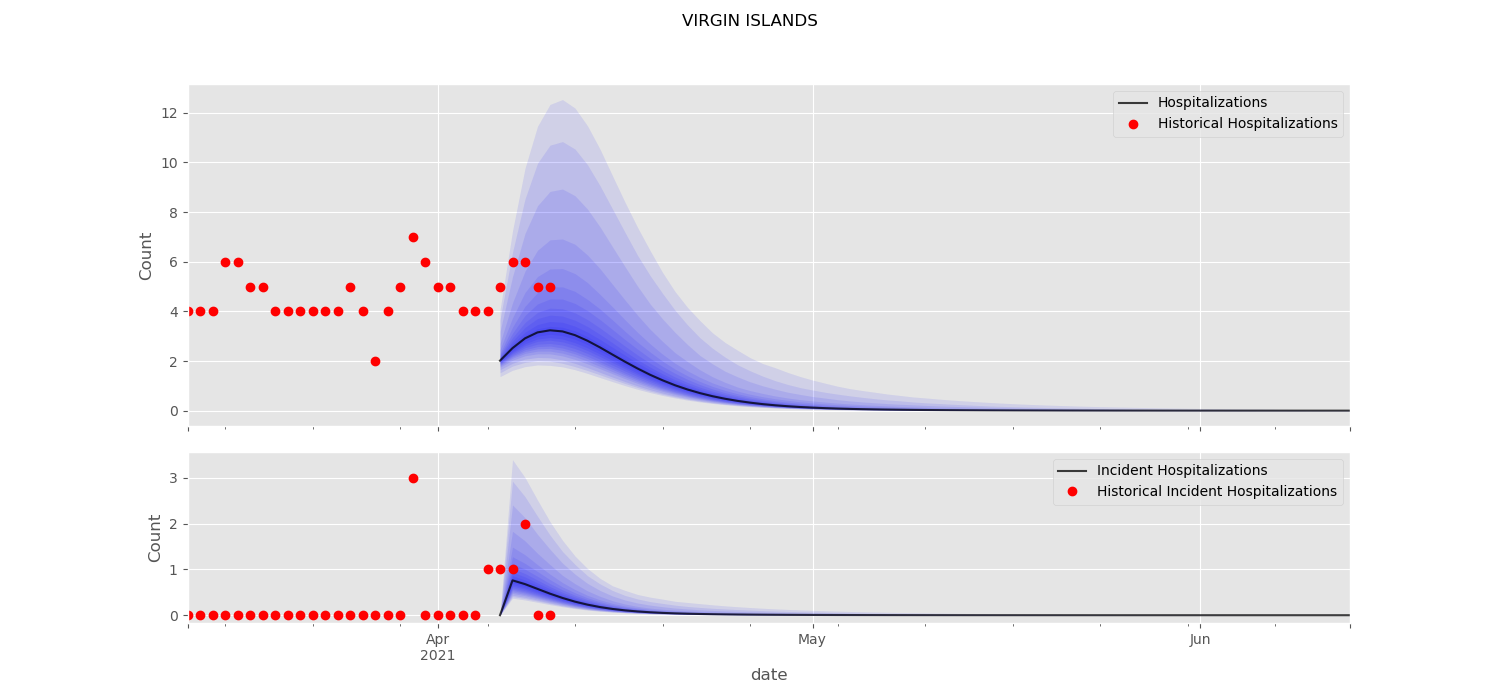 VIRGIN ISLANDS
12
10
8
6
4
2
0
Count
Hospitalizations
Historical Hospitalizations
3
2
1
0
Count
Incident Hospitalizations
Historical Incident Hospitalizations
Apr
2021
May
Jun
date